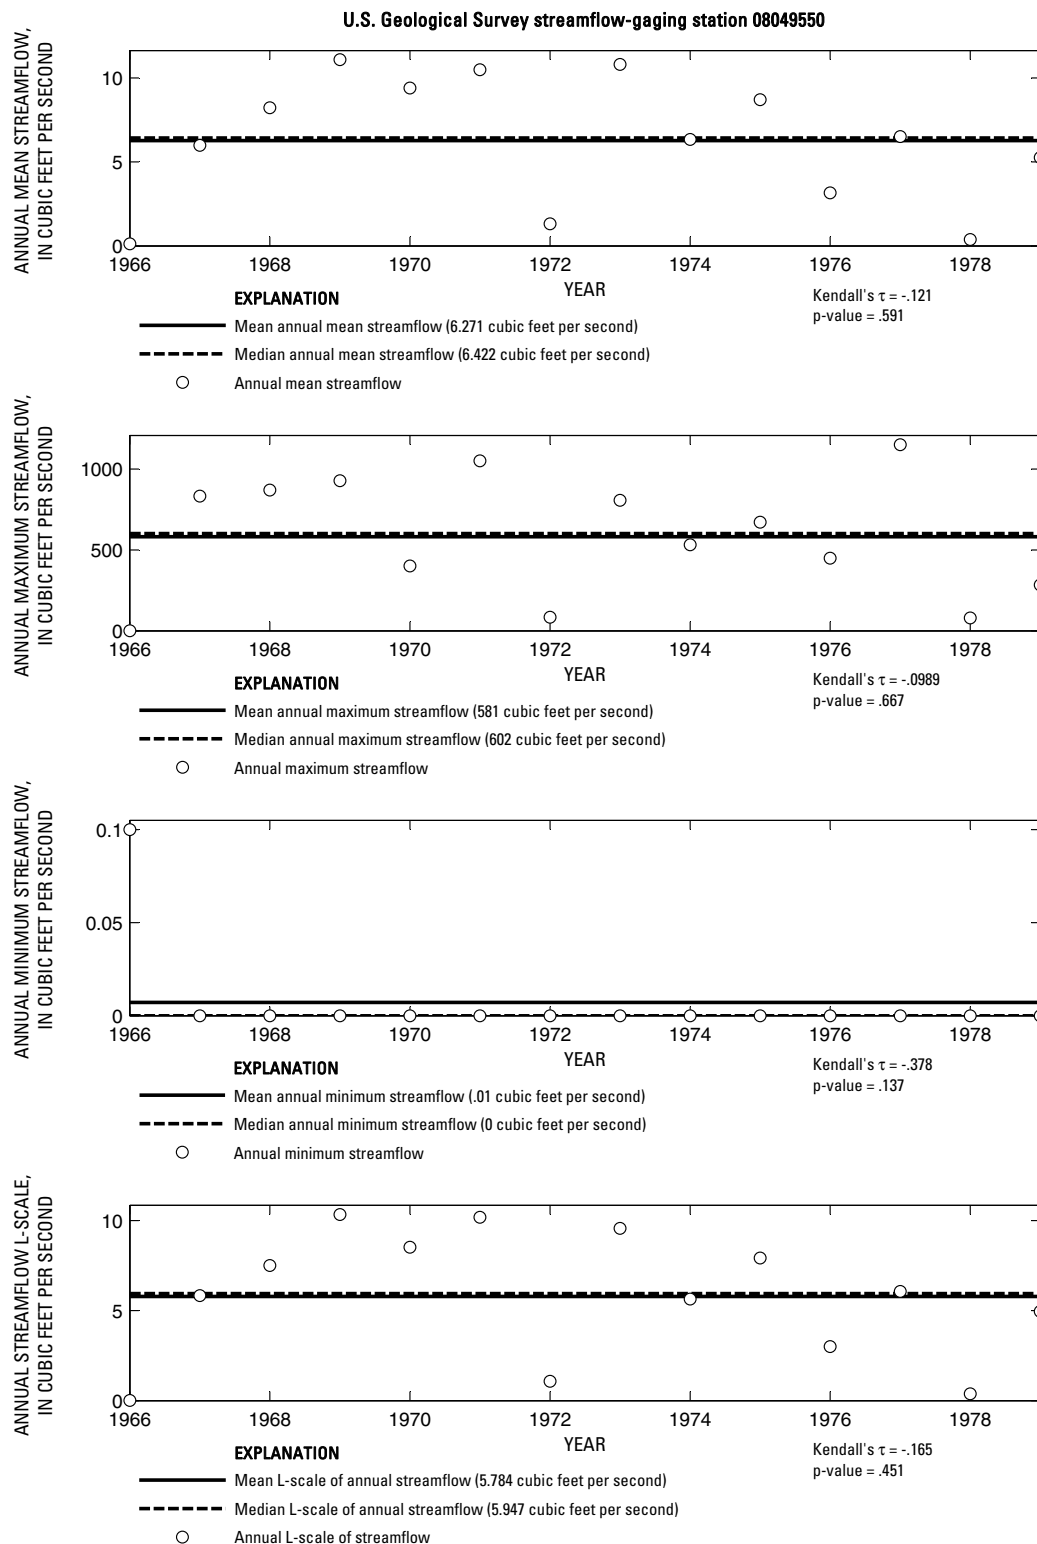 U.S. Geological Survey streamflow-gaging station 08049550
ANNUAL MEAN STREAMFLOW,
IN CUBIC FEET PER SECOND
10
5
0
1966 1968 1970 1972 1974 1976 1978
YEAR
Kendall's τ = -.121
p-value = .591
EXPLANATION
Mean annual mean streamflow (6.271 cubic feet per second)
Median annual mean streamflow (6.422 cubic feet per second)
Annual mean streamflow
ANNUAL MAXIMUM STREAMFLOW,
IN CUBIC FEET PER SECOND
1000
500
0
1966 1968 1970 1972 1974 1976 1978
YEAR
Kendall's τ = -.0989
p-value = .667
EXPLANATION
Mean annual maximum streamflow (581 cubic feet per second)
Median annual maximum streamflow (602 cubic feet per second)
Annual maximum streamflow
ANNUAL MINIMUM STREAMFLOW,
IN CUBIC FEET PER SECOND
0.1
0.05
0
1966 1968 1970 1972 1974 1976 1978
YEAR
Kendall's τ = -.378
p-value = .137
EXPLANATION
Mean annual minimum streamflow (.01 cubic feet per second)
Median annual minimum streamflow (0 cubic feet per second)
Annual minimum streamflow
ANNUAL STREAMFLOW L-SCALE,
IN CUBIC FEET PER SECOND
10
5
0
1966 1968 1970 1972 1974 1976 1978
YEAR
Kendall's τ = -.165
p-value = .451
EXPLANATION
Mean L-scale of annual streamflow (5.784 cubic feet per second)
Median L-scale of annual streamflow (5.947 cubic feet per second)
Annual L-scale of streamflow